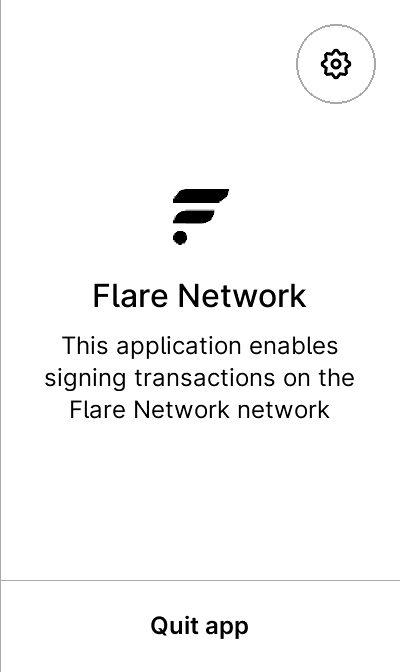 Flare Network
This application enables
signing transactions on the
Flare Network network
Quit app